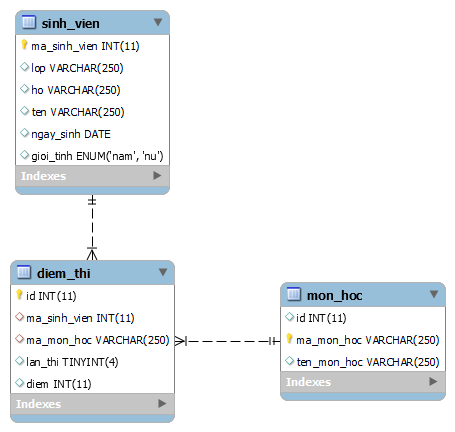 sinh_vien
ma_sinh_vien INT(11)
lop VARCHAR(250)
ho VARCHAR(250)
ten VARCHAR(250)
ngay_sinh DATE
gioi_tinh ENUM('nam', 'nu')
Indexes
diem_thi
id INT(11)
ma_sinh_vien INT(11)
ma_mon_hoc VARCHAR(250)
lan_thi TINYINT(4)
diem INT(11)
Indexes
mon_hoc
id INT(11)
ma_mon_hoc VARCHAR(250)
ten_mon_hoc VARCHAR(250)
Indexes